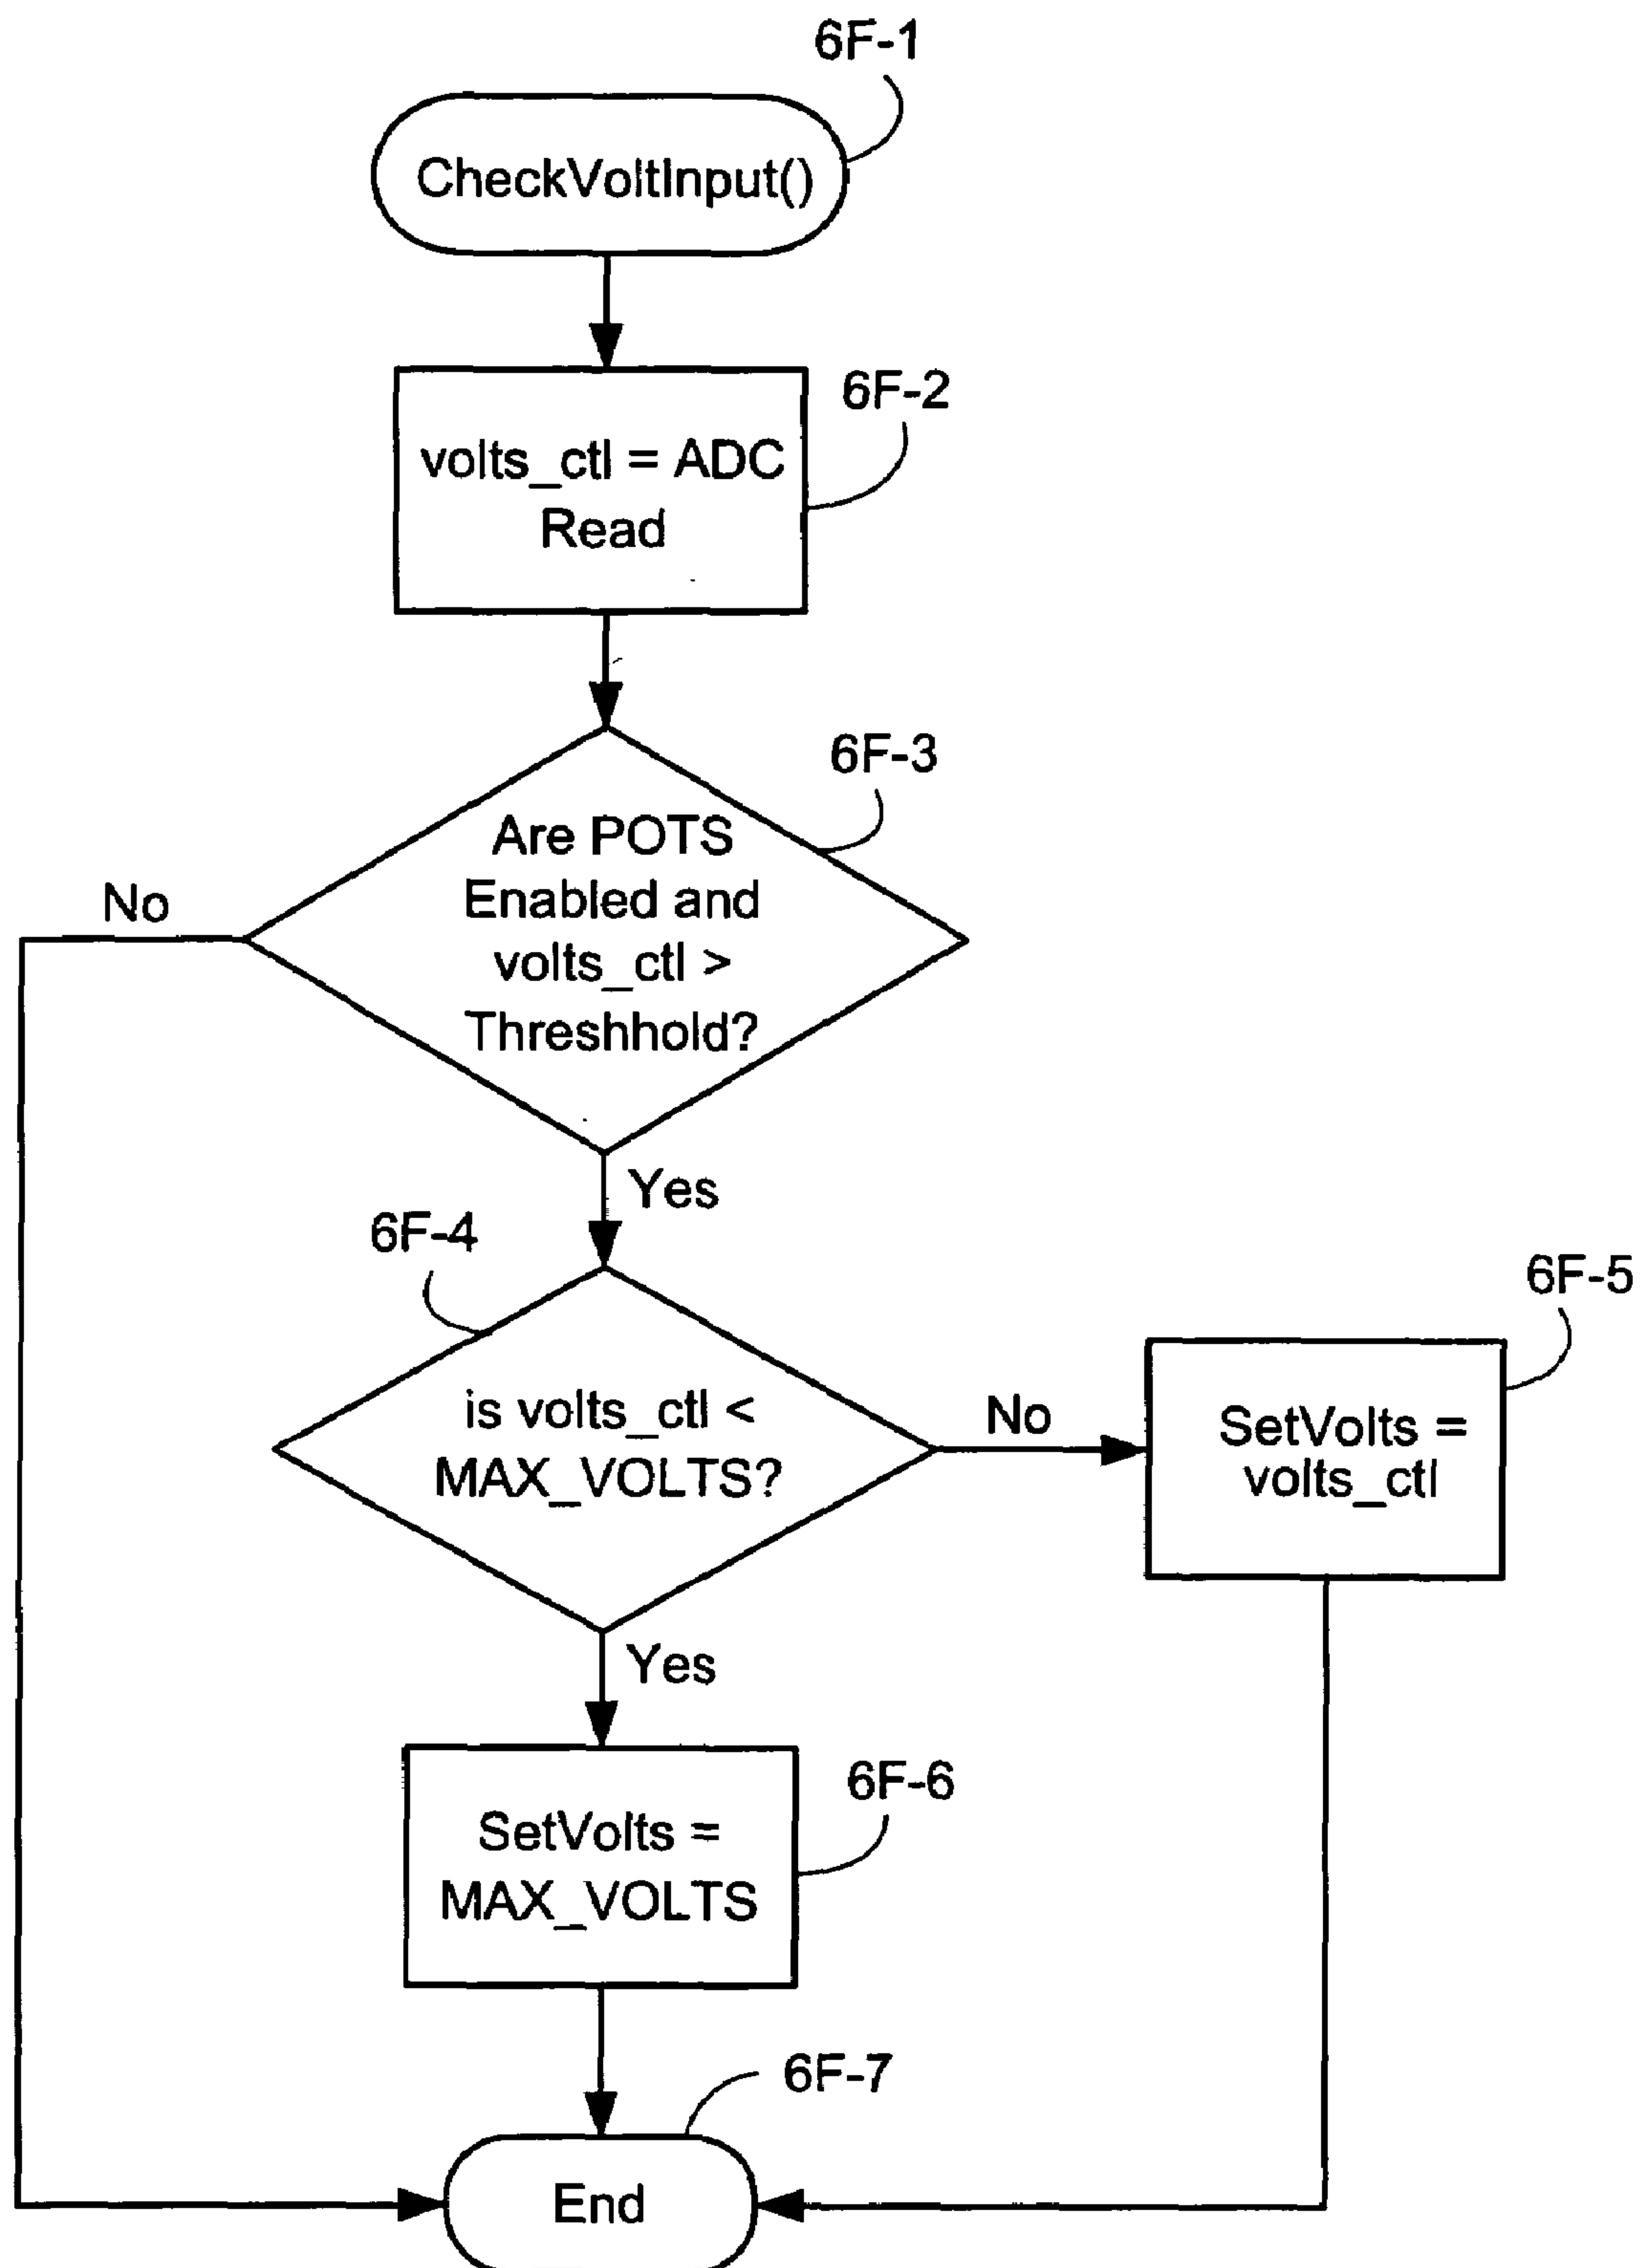 6F-1
CheckVoltInput()
6F-2
volts_ctl = ADC
Read
6F-3
Are POTS
Enabled and
volts_ctl >
Threshhold?
No
Yes
6F-4
is volts_ctl <
MAX_VOLTS?
No
6F-5
SetVolts =
volts_ctl
Yes
6F-6
SetVolts =
MAX_VOLTS
6F-7
End